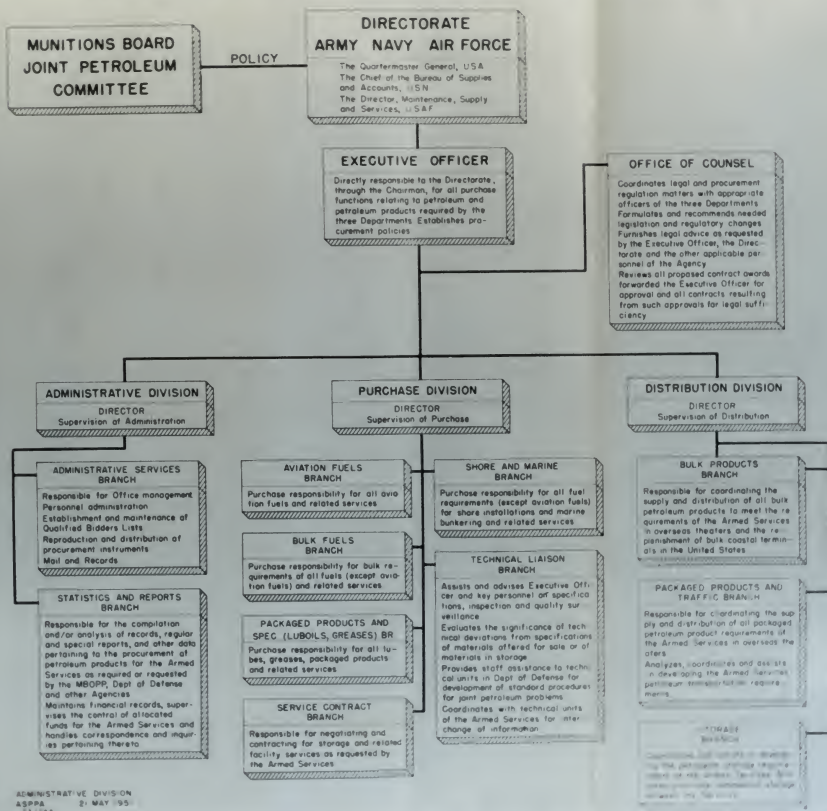 MUNITIONS BOARD
JOINT PETROLEUM
COMMITTEE
POLICY
DIRECTORATE
ARMY NAVY AIR FORCE
The Quartermaster General, USA
The Chief of the Bureau of Supplies
and Accounts, USN
The Director, Maintenance, Supply
and Services, USAF
EXECUTIVE OFFICER
Directly responsible to the Directorate,
through the Chairman, for all purchase
functions relating to petroleum and
petroleum products required by the
three Departments. Establishes pro-
curement policies
OFFICE OF COUNSEL
Coordinates legal and procurement
regulation matters with appropriate
officers of the three Departments
Formulates and recommends needed
legislation and regulatory changes
Furnishes legal advice as requested
by the Executive Officer, the Direc-
torate and the other applicable per-
sonnel of the Agency
Reviews all proposed contract awards
forwarded the Executive Officer for
approval and all contracts resulting
from such approvals for legal suffi-
ciency
ADMINISTRATIVE DIVISION
DIRECTOR
Supervision of Administration
ADMINISTRATIVE SERVICES
BRANCH
Responsible for Office management
Personnel administration
Establishment and maintenance of
Qualified Bidders Lists
Reproduction and distribution of
procurement instruments
Mail and Records
STATISTICS AND REPORTS
BRANCH
Responsible for the compilation
and/or analysis of records, regular
and special reports, and other data
pertaining to the procurement of
petroleum products for the Armed
Services as required or requested
by the MBOPP, Dept of Defense
and other Agencies
Maintains financial records, super-
vises the control of allocated
funds for the Armed Services and
handles correspondence and inqui-
ries pertaining thereto
PURCHASE DIVISION
DIRECTOR
Supervision of Purchase
AVIATION FUELS
BRANCH
Purchase responsibility for all avia
tion fuels and related services
BULK FUELS
BRANCH
Purchase responsibility for bulk re-
quirements of all fuels (except avia-
tion fuels) and related services
PACKAGED PRODUCTS AND
SPEC (LUBOILS, GREASES) BR
Purchase responsibility for all lu-
bes, greases, packaged products
and related services
SERVICE CONTRACT
BRANCH
Responsible for negotiating and
contracting for storage and related
facility services as requested by
the Armed Services
SHORE AND MARINE
BRANCH
Purchase responsibility for all fuel
requirements (except aviation fuels)
for shore installations and marine
bunkering and related services
TECHNICAL LIAISON
BRANCH
Assists and advises Executive Offi
cer and key personnel on specifica
tions, inspection and quality sur
veillance
Evaluates the significance of tech
nical deviations from specifications
of materials offered for sale or of
materials in storage
Provides staff assistance to techni-
cal units in Dept of Defense for
development of standard procedures
for joint petroleum problems
Coordinates with technical units
of the Armed Services for inter
change of information
DISTRIBUTION DIVISION
DIRECTOR
Supervision of Distribution
BULK PRODUCTS
BRANCH
Responsible for coordinating the
supply and distribution of all bulk
petroleum products to meet the re
quirements of the Armed Services
in overseas theaters and the re-
plenishment of bulk coastal termin-
als in the United States
PACKAGED PRODUCTS AND
TRAFFIC BRANCH
Responsible for coordinating the sup
ply and distribution of all packaged
petroleum product requirements of
the Armed Services in overseas the
aters
Analyzes, coordinates and assists
in developing the Armed Services
petroleum transportation require
ments
STORAGE
BRANCH
ADMINISTRATIVE DIVISION
ASPPA
MAY 195